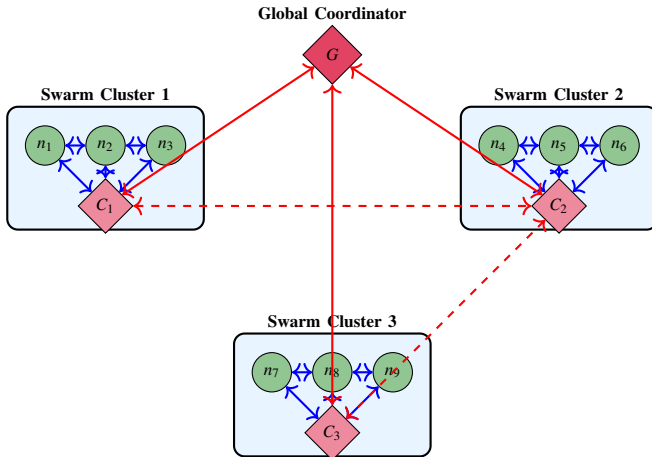 Global Coordinator
G
Swarm Cluster 1
Swarm Cluster 2
n₁ n₂ n₃
n₄ n₅ n₆
C₁
C₂
Swarm Cluster 3
n₇ n₈ n₉
C₃